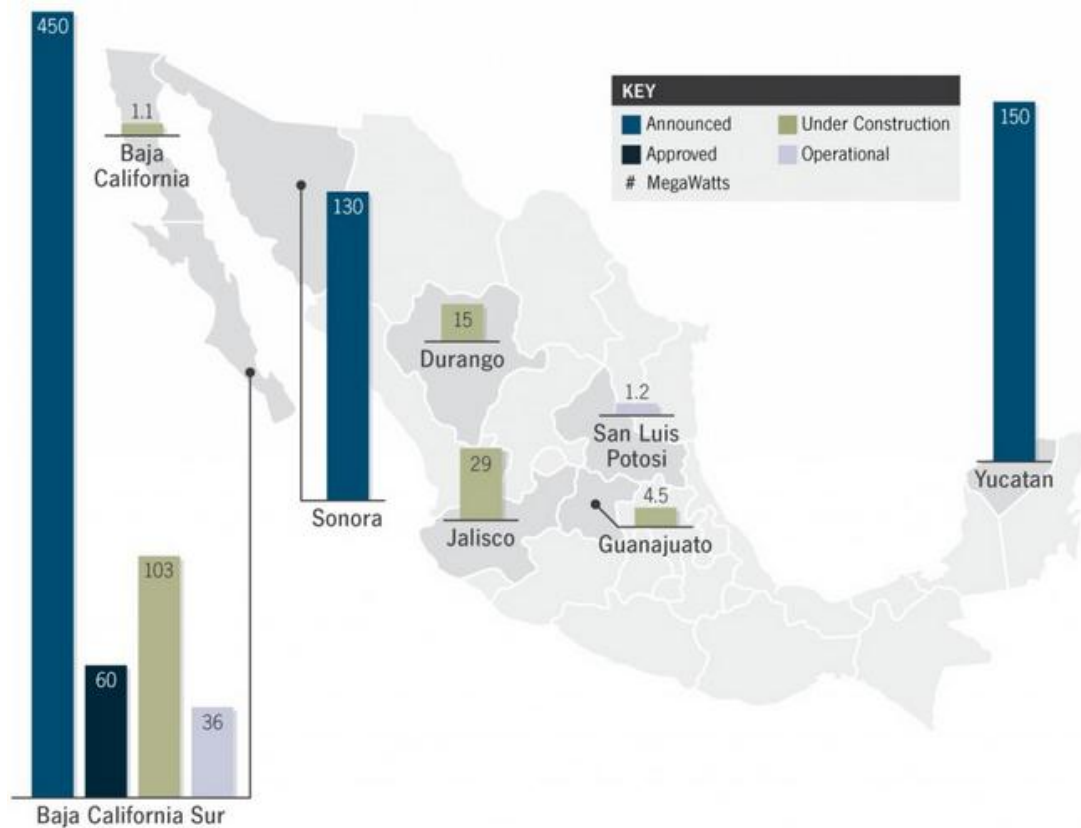 450
1.1
Baja
California
KEY
Announced
Under Construction
Approved
Operational
# MegaWatts
150
130
15
Durango
1.2
San Luis
Potosi
29
Jalisco
4.5
Guanajuato
Yucatan
Sonora
103
60
36
Baja California Sur